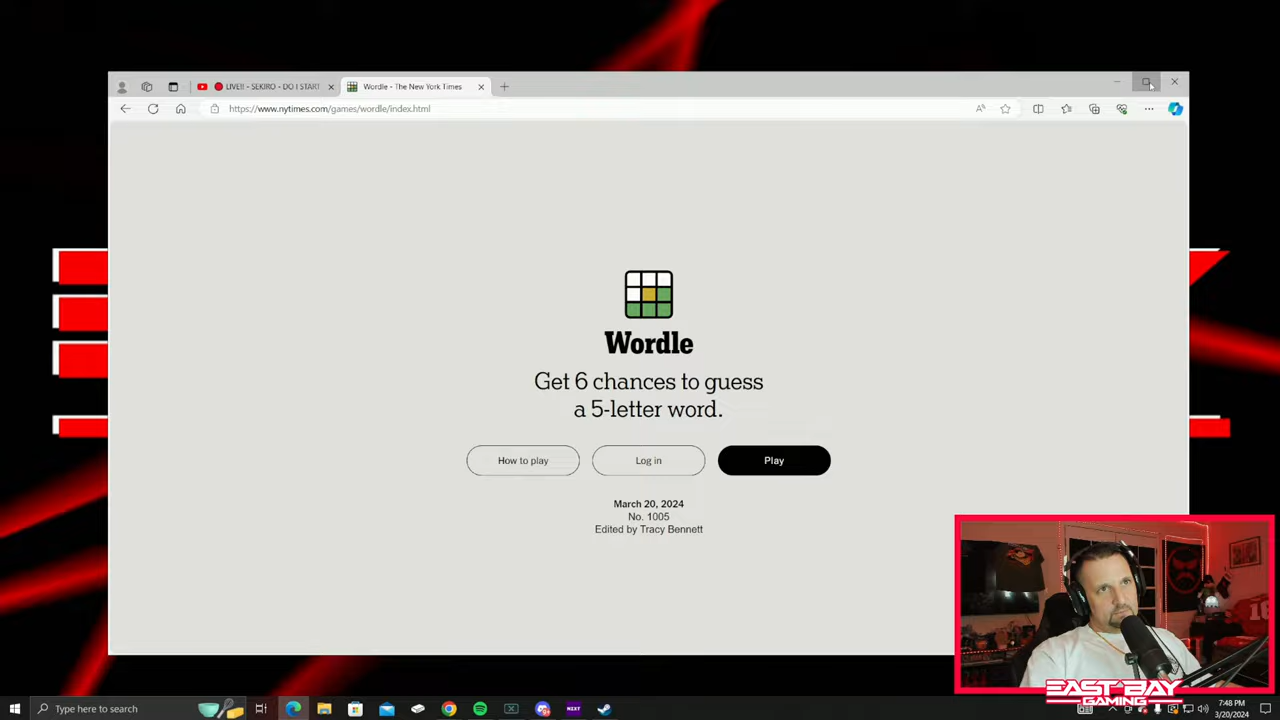 LIVE!! - SEKIRO - DO I START
Wordle - The New York Times
https://www.nytimes.com/games/wordle/index.html
Wordle
Get 6 chances to guess
a 5-letter word.
How to play
Log in
Play
March 20, 2024
No. 1005
Edited by Tracy Bennett
EAST BAY
GAMING
Type here to search
NEXT
7:48 PM
3/20/2024